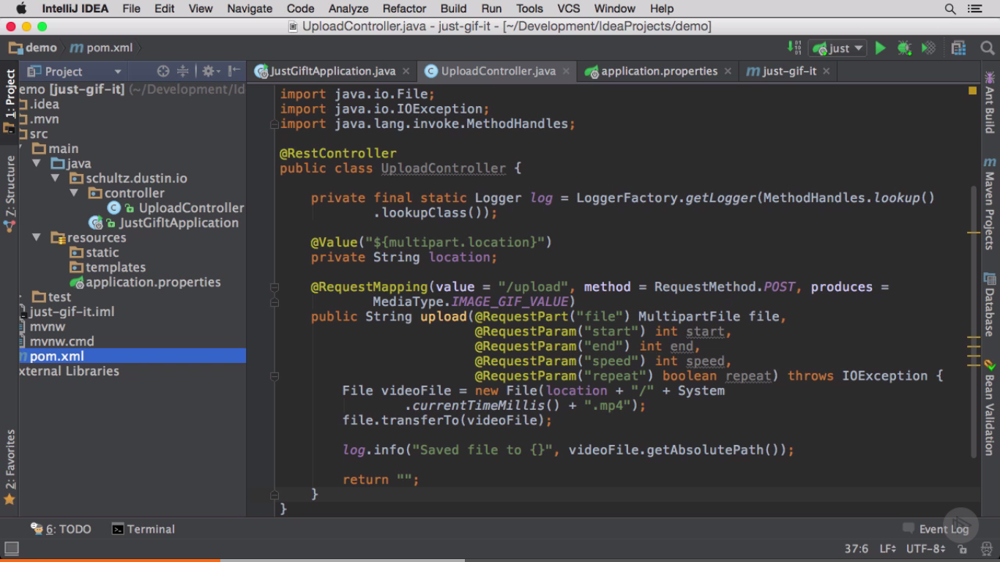 IntelliJ IDEA File Edit View Navigate Code Analyze Refactor Build Run Tools VCS Window Help
UploadController.java - just-gif-it - [~/Development/IdeaProjects/demo]
demo pom.xml just
1: Project
Z: Structure
2: Favorites
Project
emo [just-gif-it] (~/Development/Id
.idea
.mvn
src
main
java
schultz.dustin.io
controller
UploadController
JustGifItApplication
resources
static
templates
application.properties
test
just-gif-it.iml
mvnw
mvnw.cmd
pom.xml
xternal Libraries
JustGifItApplication.java UploadController.java application.properties just-gif-it
import java.io.File;
import java.io.IOException;
import java.lang.invoke.MethodHandles;
@RestController
public class UploadController {
private final static Logger log = LoggerFactory.getLogger(MethodHandles.lookup()
.lookupClass());
@Value("${multipart.location}")
private String location;
@RequestMapping(value = "/upload", method = RequestMethod.POST, produces =
MediaType.IMAGE_GIF_VALUE)
public String upload(@RequestPart("file") MultipartFile file,
@RequestParam("start") int start,
@RequestParam("end") int end,
@RequestParam("speed") int speed,
@RequestParam("repeat") boolean repeat) throws IOException {
File videoFile = new File(location + "/" + System
.currentTimeMillis() + ".mp4");
file.transferTo(videoFile);
log.info("Saved file to {}", videoFile.getAbsolutePath());
return "";
}
}
Ant Build
Maven Projects
Database
Bean Validation
6: TODO Terminal Event Log
37:6 LF UTF-8